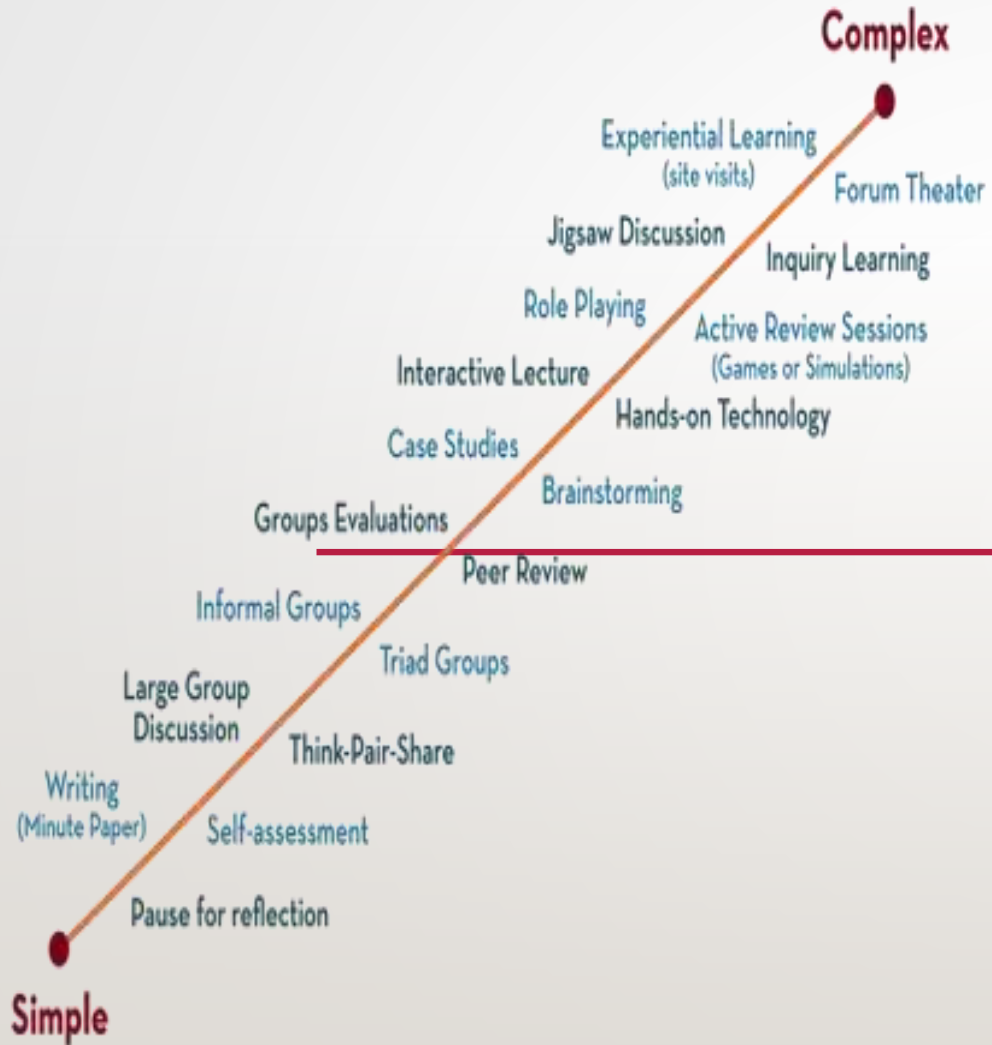 Complex
Experiential Learning
(site visits)
Forum Theater
Jigsaw Discussion
Inquiry Learning
Role Playing
Active Review Sessions
(Games or Simulations)
Interactive Lecture
Hands-on Technology
Case Studies
Brainstorming
Groups Evaluations
Peer Review
Informal Groups
Triad Groups
Large Group
Discussion
Think-Pair-Share
Writing
(Minute Paper)
Self-assessment
Pause for reflection
Simple